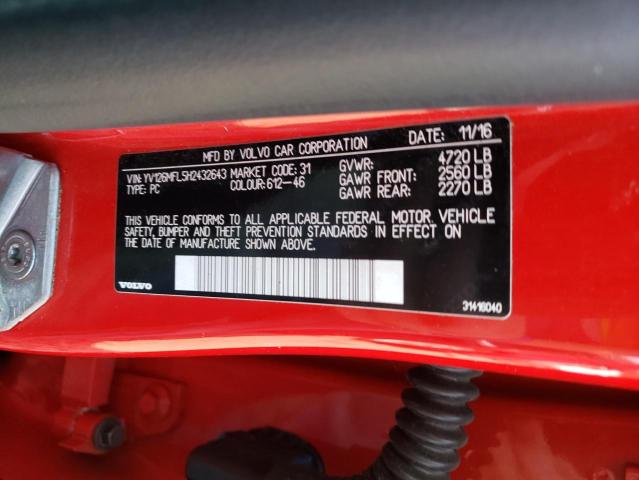 MFD BY VOLVO CAR CORPORATION DATE: 11/16
VIN: YV126MFL5H2432643 MARKET CODE: 31 GVWR: 4720 LB
TYPE: PC COLOUR: 612-46 GAWR FRONT: 2560 LB
GAWR REAR: 2270 LB
THIS VEHICLE CONFORMS TO ALL APPLICABLE FEDERAL MOTOR VEHICLE
SAFETY, BUMPER AND THEFT PREVENTION STANDARDS IN EFFECT ON
THE DATE OF MANUFACTURE SHOWN ABOVE.
VOLVO
31416040